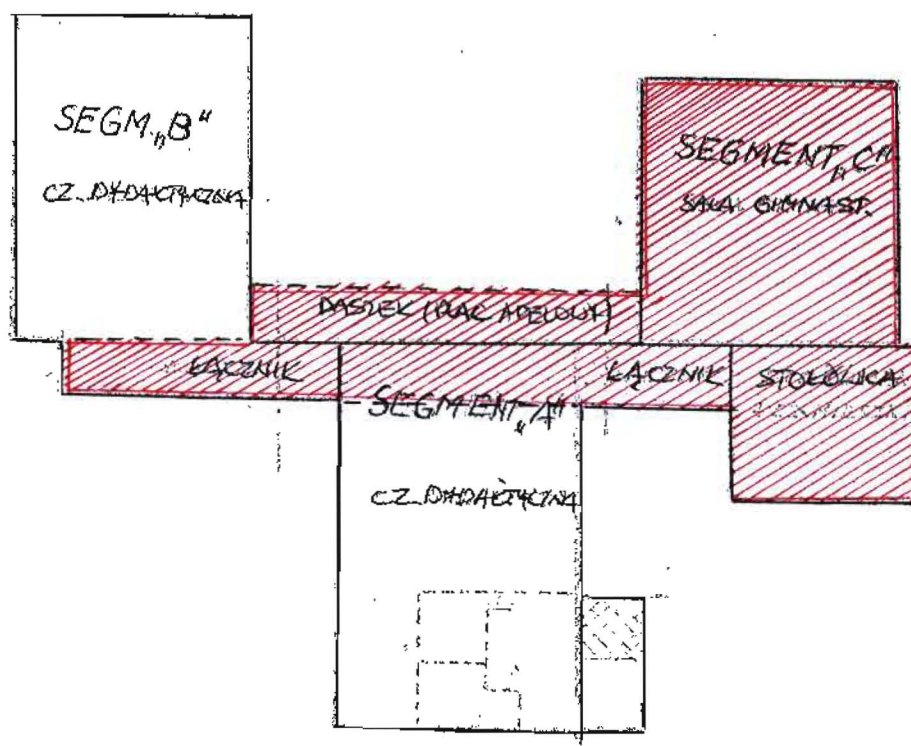 SEGM. „B"
CZ. DYDAKTYCZNA
SEGMENT „C"
SALA GIMNAST.
DASZEK (PLAC APELOWY)
ŁĄCZNIK
ŁĄCZNIK
STOŁÓWKA
SEGMENT „A"
CZ. DYDAKTYCZNA